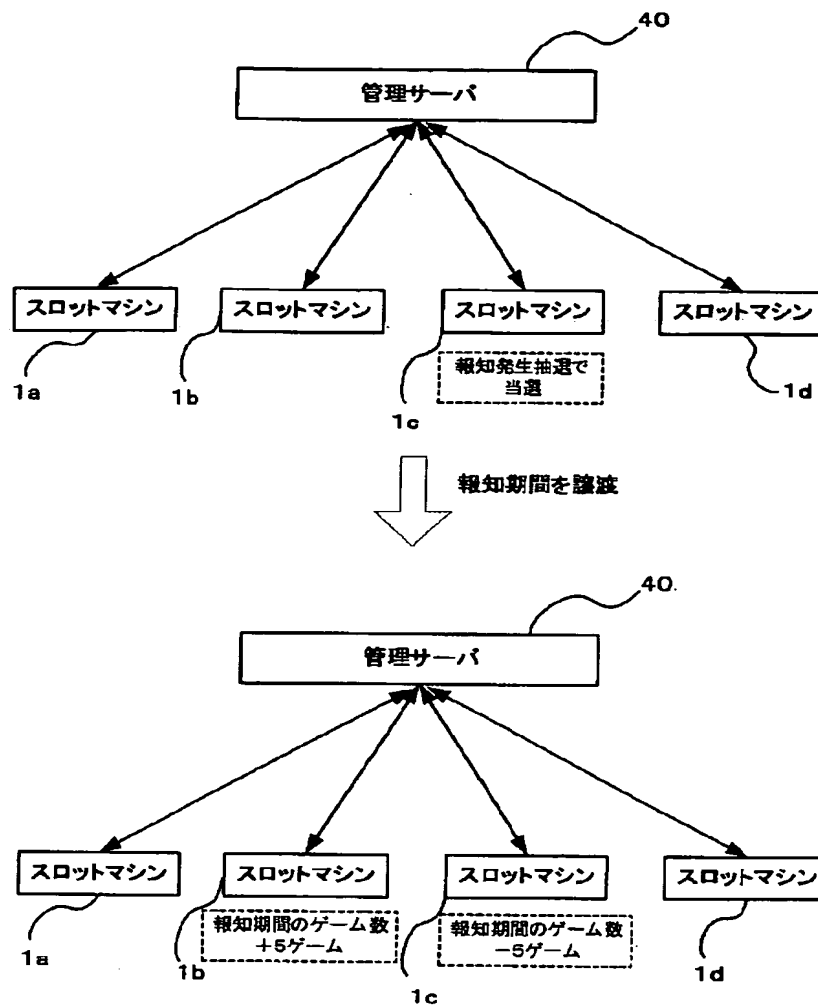 40
管理サーバ
スロットマシン
スロットマシン
スロットマシン
スロットマシン
1a
1b
1c
報知発生抽選で
当選
1d
報知期間を譲渡
40
管理サーバ
スロットマシン
スロットマシン
スロットマシン
スロットマシン
1a
1b
報知期間のゲーム数
+5ゲーム
1c
報知期間のゲーム数
−5ゲーム
1d